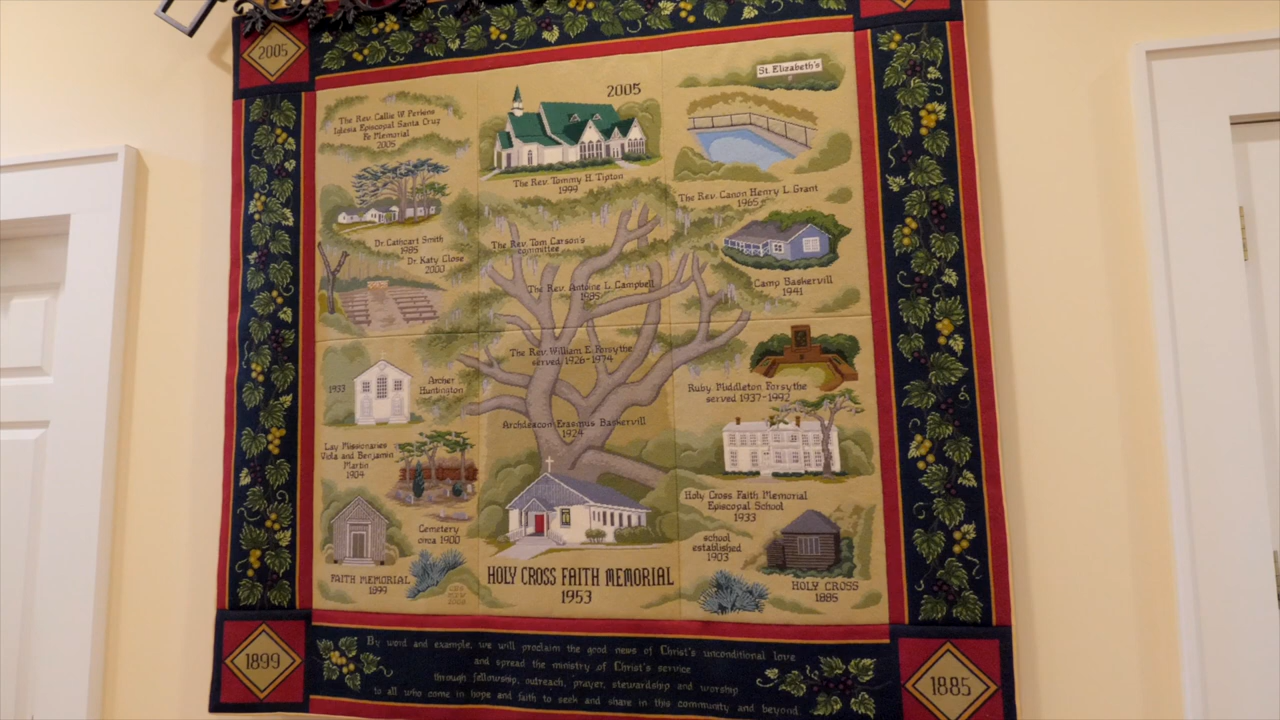 2005
St. Elizabeth's
2005
The Rev. Callie W. Perkins
Iglesia Episcopal Santa Cruz
Fe Memorial
2005
The Rev. Tommy H. Tipton
1999
The Rev. Canon Henry L. Grant
1965
Dr. Cathcart Smith
1985
Dr. Katy Close
2000
The Rev. Tom Carson's
committee
The Rev. Antoine L. Campbell
1985
Camp Baskervill
1941
The Rev. William E. Forsythe
served 1926-1974
1933
Archer
Huntington
Ruby Middleton Forsythe
served 1937-1992
Archdeacon Erasmus Baskervill
1924
Lay Missionaries
Viola and Benjamin
Martin
1904
Holy Cross Faith Memorial
Episcopal School
1933
Cemetery
circa 1900
school
established
1903
FAITH MEMORIAL
1899
HOLY CROSS FAITH MEMORIAL
1953
HOLY CROSS
1885
1899
By word and example, we will proclaim the good news of Christ's unconditional love
and spread the ministry of Christ's service
through fellowship, outreach, prayer, stewardship and worship
to all who come in hope and faith to seek and share in this community and beyond.
1885